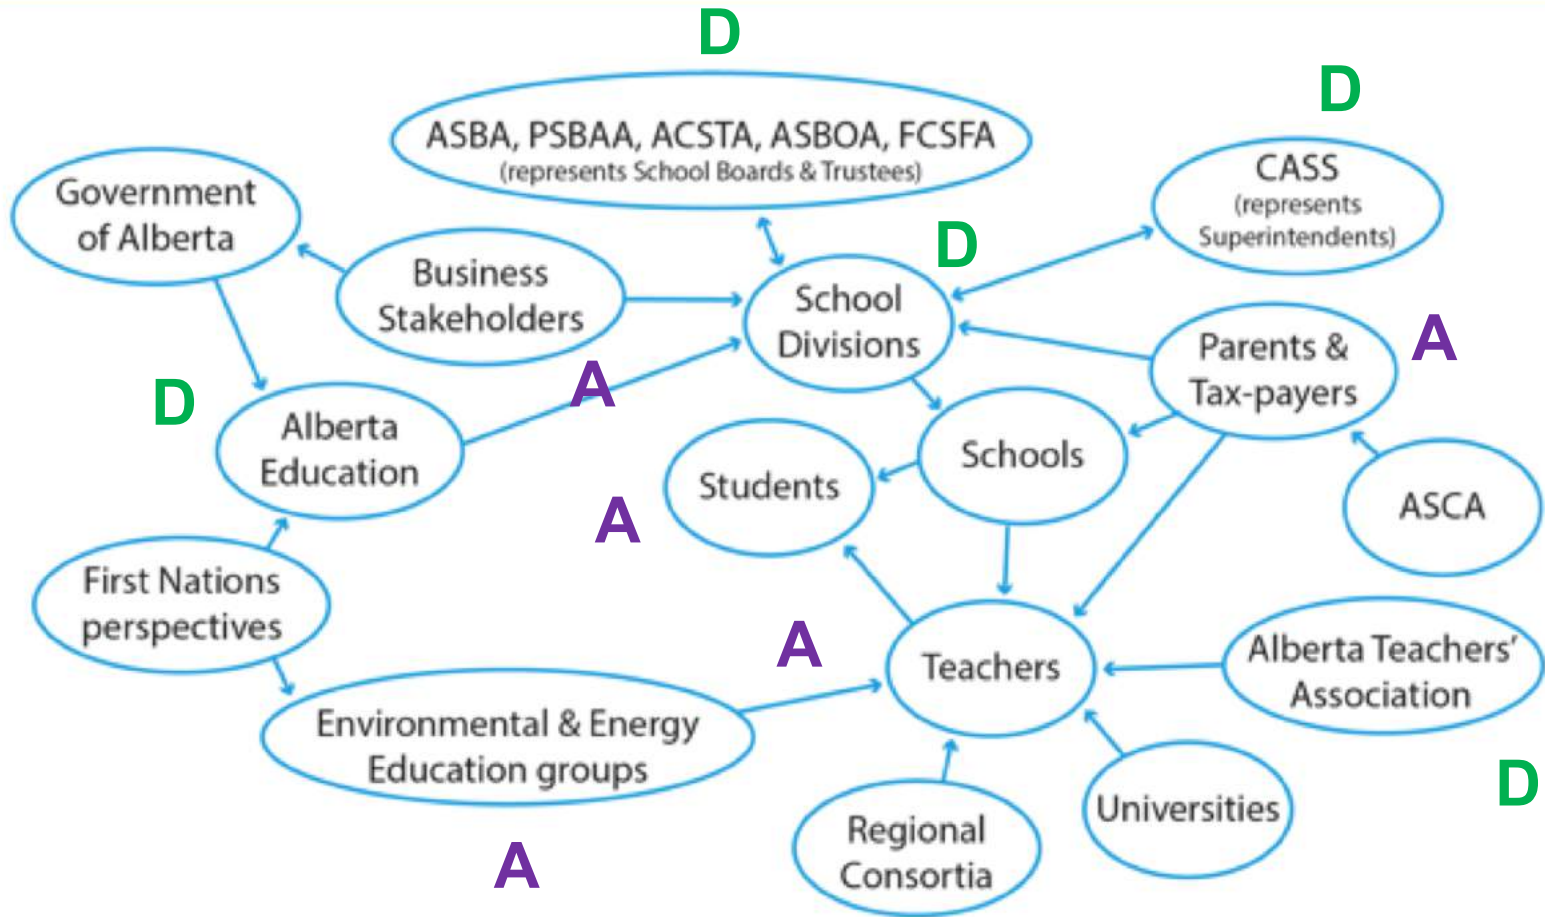 D
D
ASBA, PSBAA, ACSTA, ASBOA, FCSFA
(represents School Boards & Trustees)
CASS
(represents
Superintendents)
Government
of Alberta
D
Business
Stakeholders
School
Divisions
Parents &
Tax-payers
A
A
D
Alberta
Education
Students
Schools
ASCA
A
First Nations
perspectives
A
Teachers
Alberta Teachers'
Association
Environmental & Energy
Education groups
D
Universities
Regional
Consortia
A